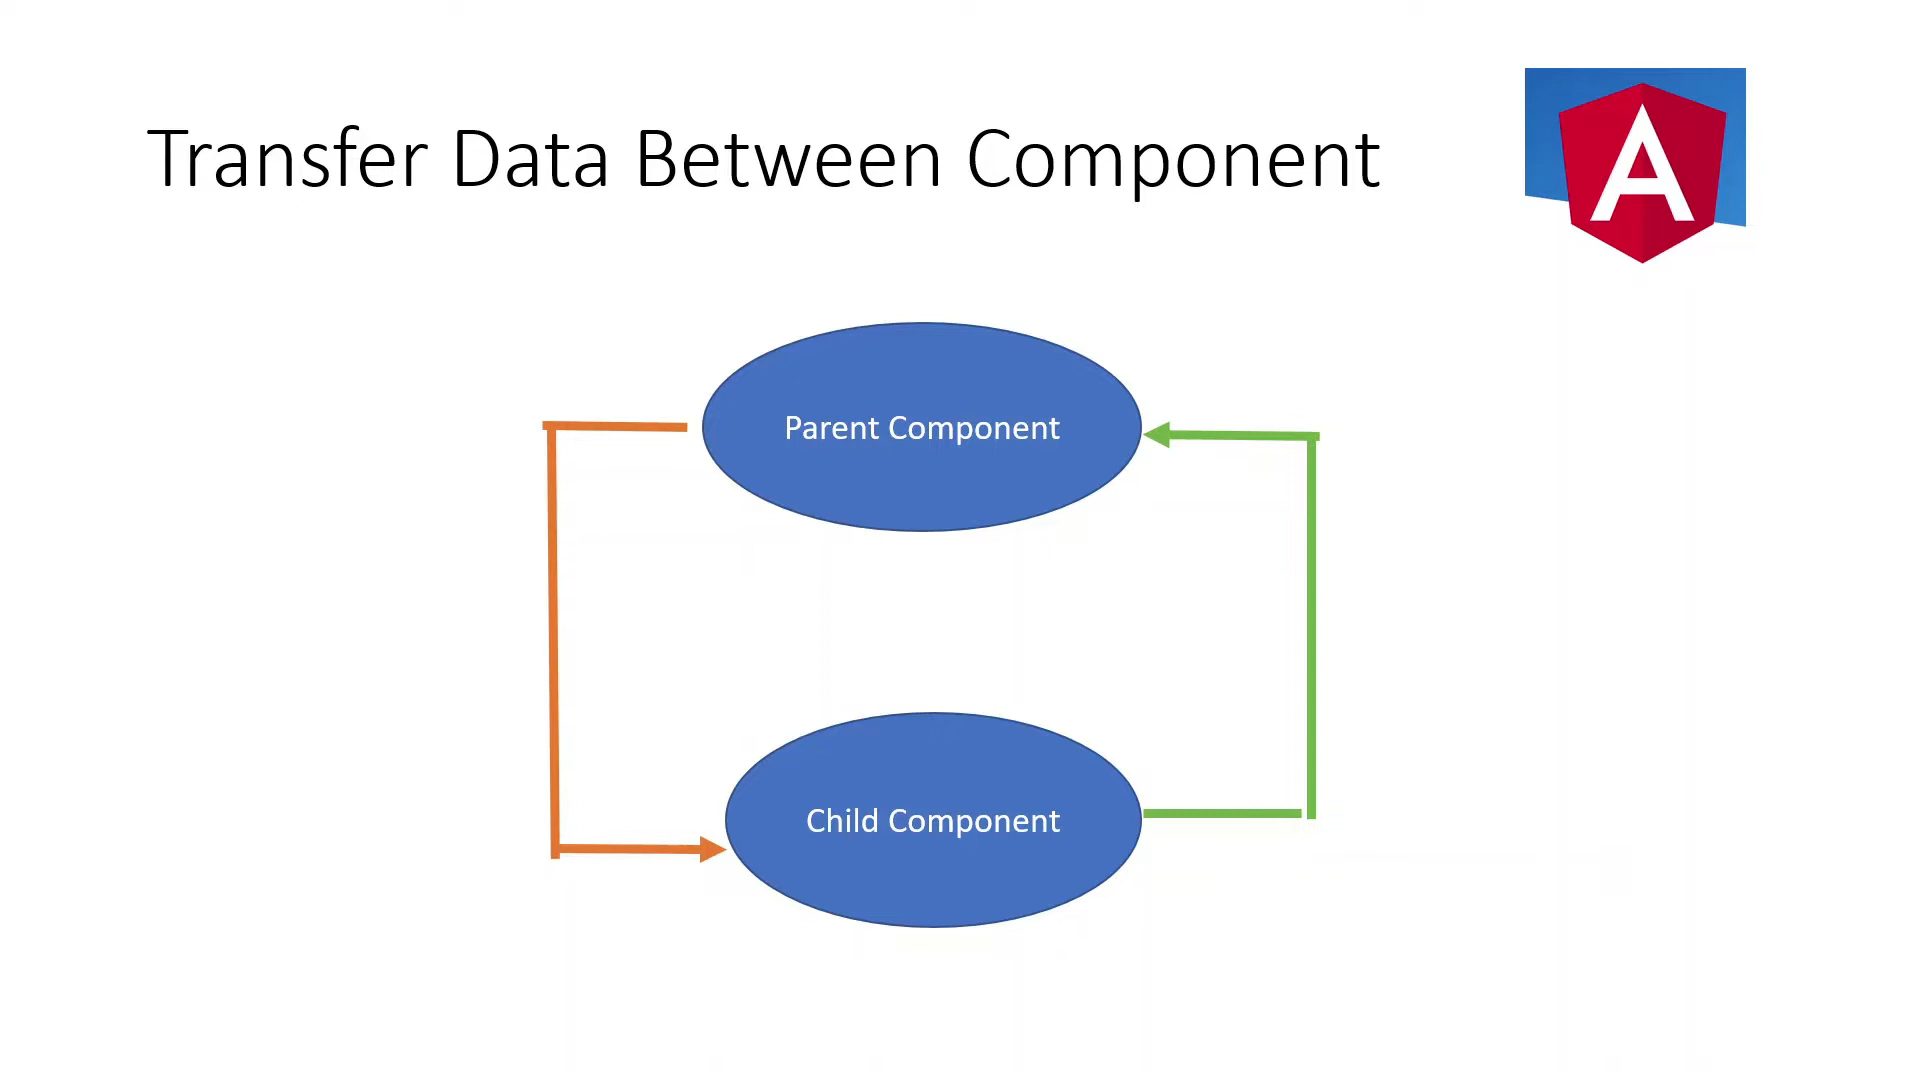 Transfer Data Between Component
A
Parent Component
Child Component